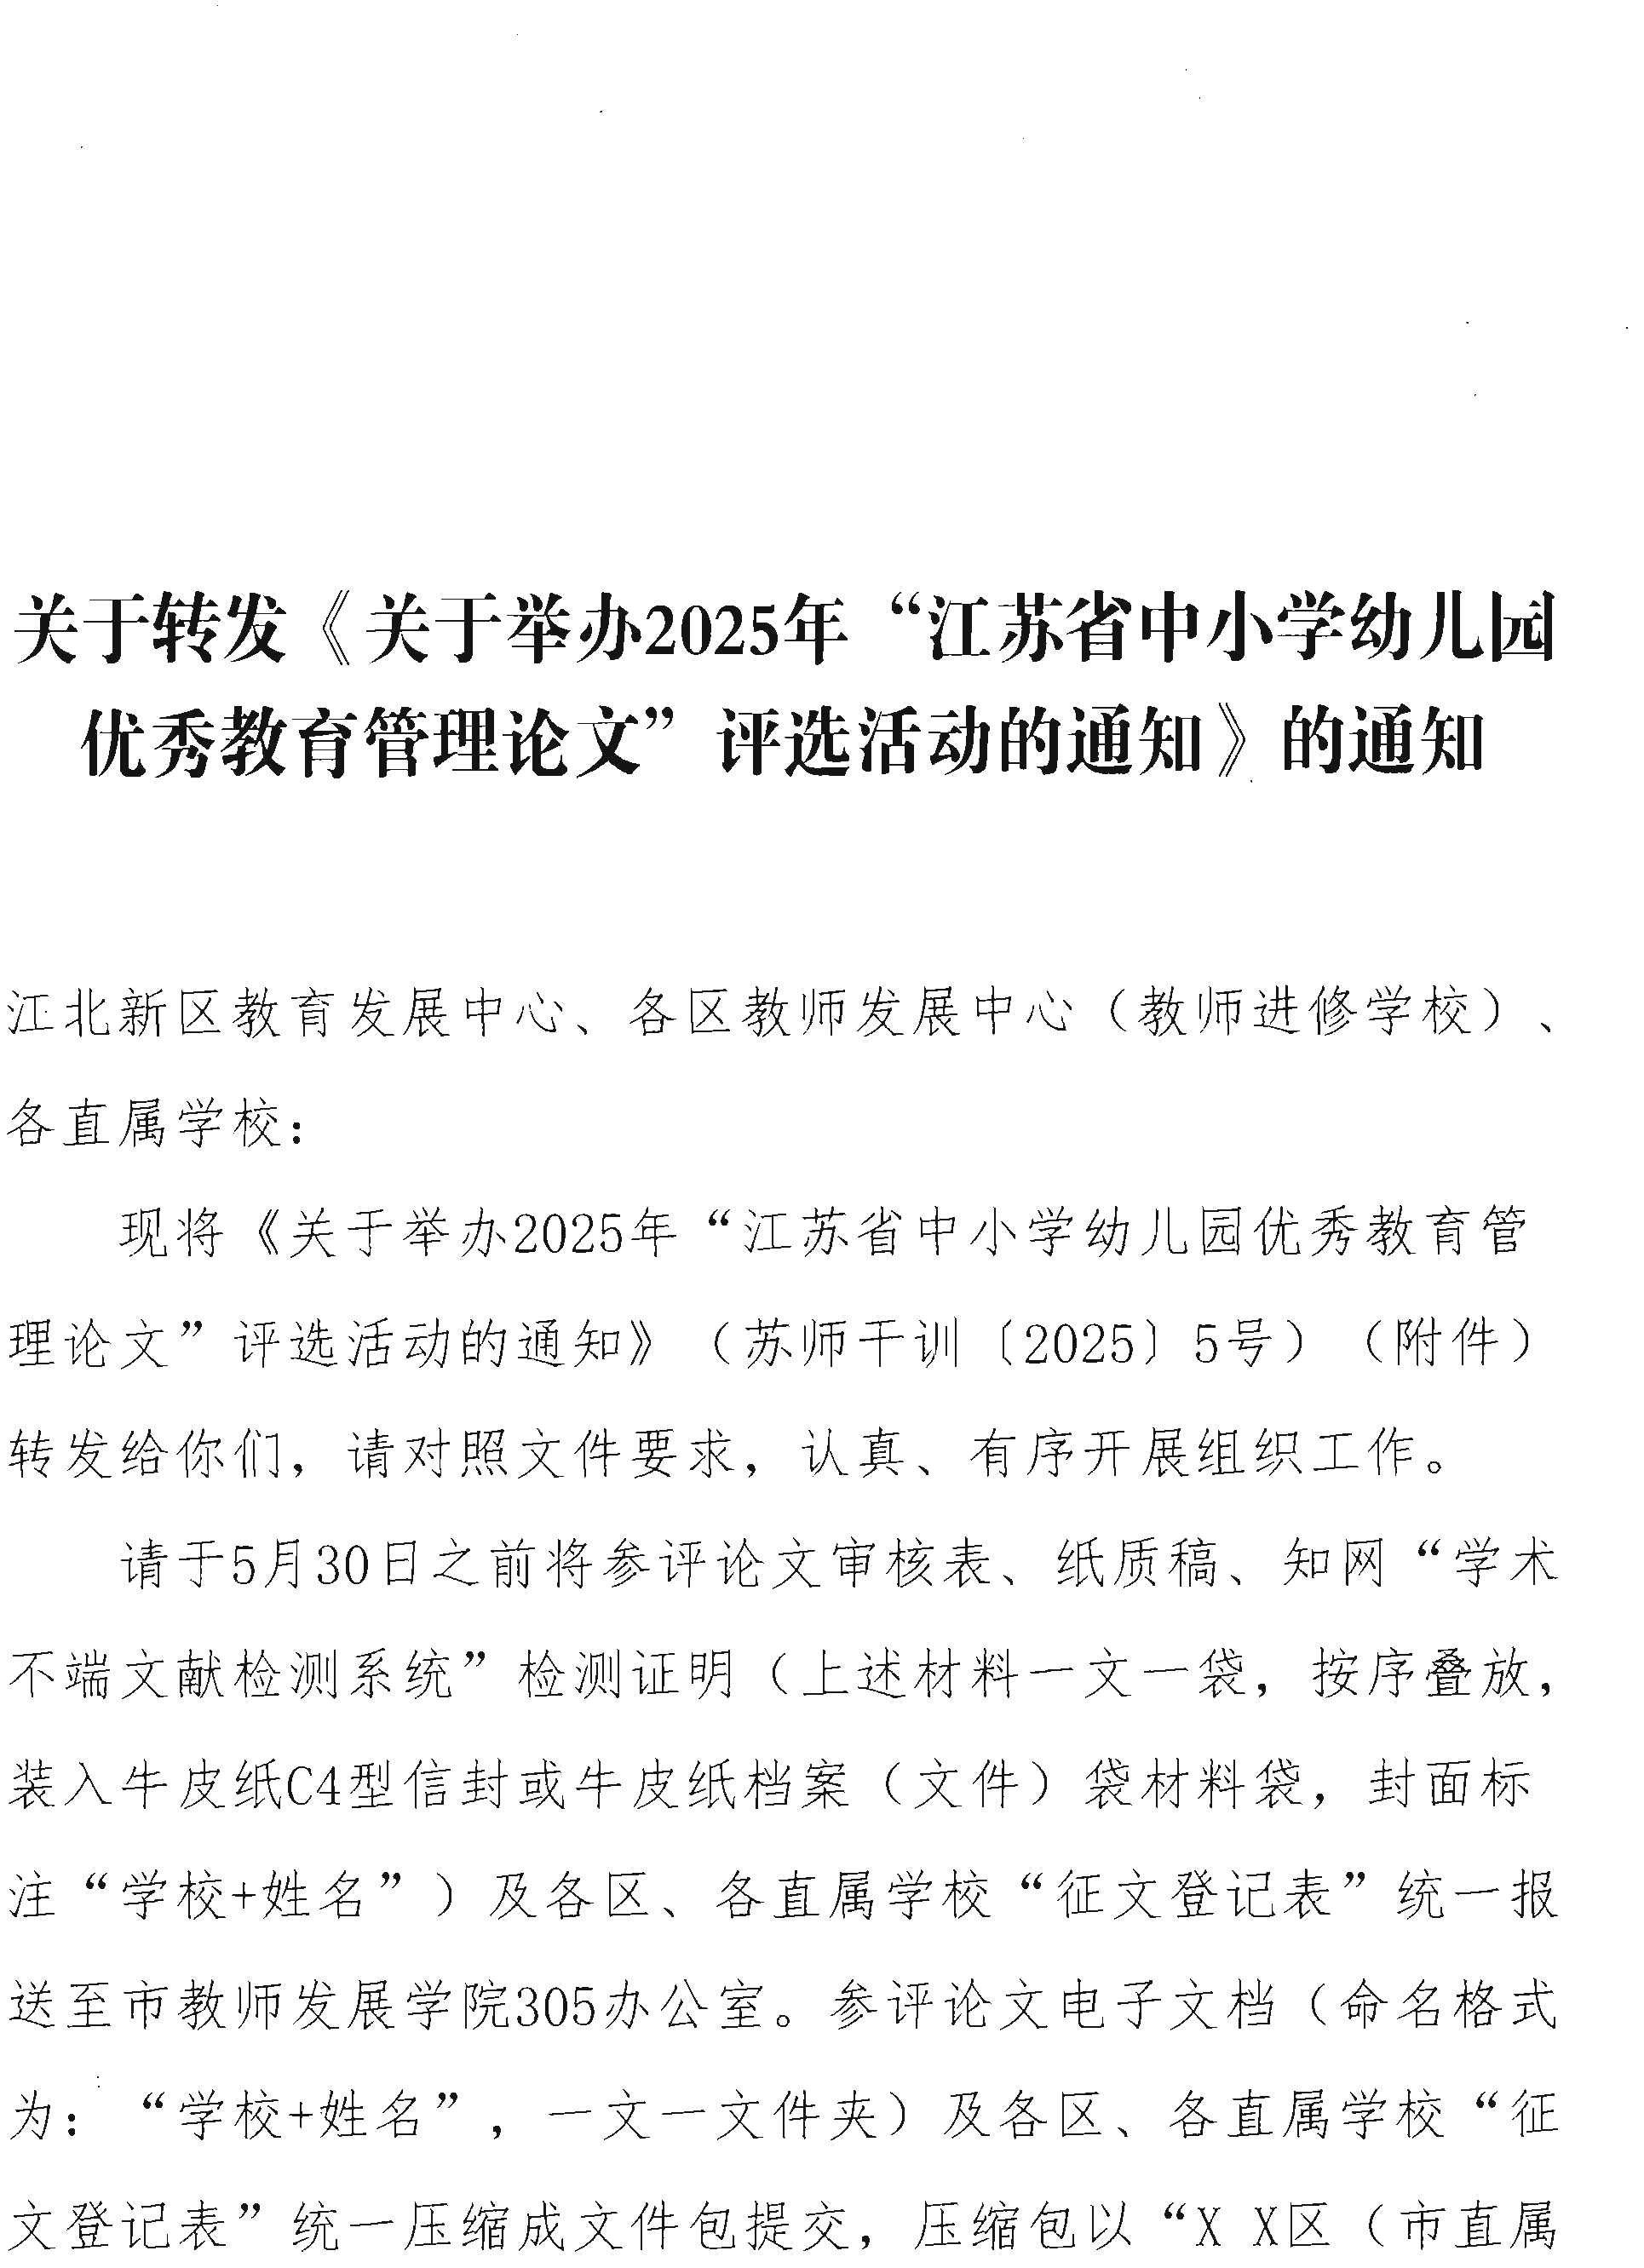 关于转发《关于举办2025年“江苏省中小学幼儿园
优秀教育管理论文”评选活动的通知》的通知
江北新区教育发展中心、各区教师发展中心（教师进修学校）、
各直属学校：
现将《关于举办2025年“江苏省中小学幼儿园优秀教育管
理论文”评选活动的通知》（苏师干训〔2025〕5号）（附件）
转发给你们，请对照文件要求，认真、有序开展组织工作。
请于5月30日之前将参评论文审核表、纸质稿、知网“学术
不端文献检测系统”检测证明（上述材料一文一袋，按序叠放，
装入牛皮纸C4型信封或牛皮纸档案（文件）袋材料袋，封面标
注“学校+姓名”）及各区、各直属学校“征文登记表”统一报
送至市教师发展学院305办公室。参评论文电子文档（命名格式
为：“学校+姓名”，一文一文件夹）及各区、各直属学校“征
文登记表”统一压缩成文件包提交，压缩包以“X X区（市直属